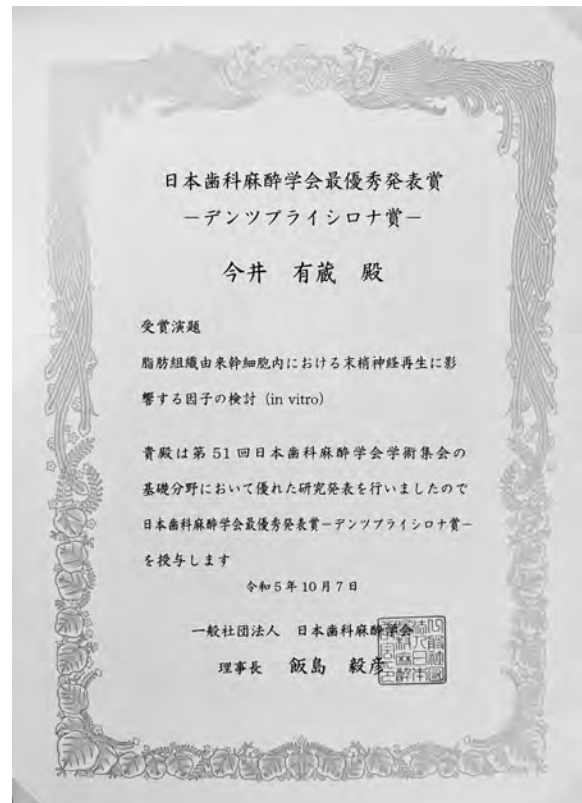 日本歯科麻酔学会最優秀発表賞
－デンツプライシロナ賞－
今井 有蔵 殿
受賞演題
脂肪組織由来幹細胞内における末梢神経再生に影
響する因子の検討 (in vitro)
貴殿は第51回日本歯科麻酔学会学術集会の
基礎分野において優れた研究発表を行いましたので
日本歯科麻酔学会最優秀発表賞－デンツプライシロナ賞－
を授与します
令和5年10月7日
一般社団法人 日本歯科麻酔学会
理事長 飯島 毅彦